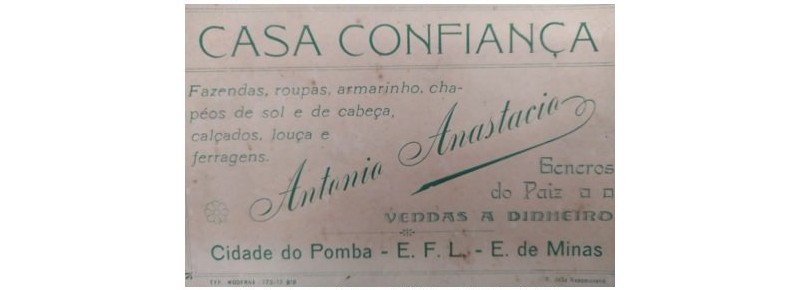 CASA CONFIANÇA
Fazendas, roupas, armarinho, cha-
péos de sol e de cabeça,
calçados, louça e
ferragens.
Antonio Anastacio
Generos
do Paiz
VENDAS A DINHEIRO
Cidade do Pomba - E. F. L. - E. de Minas